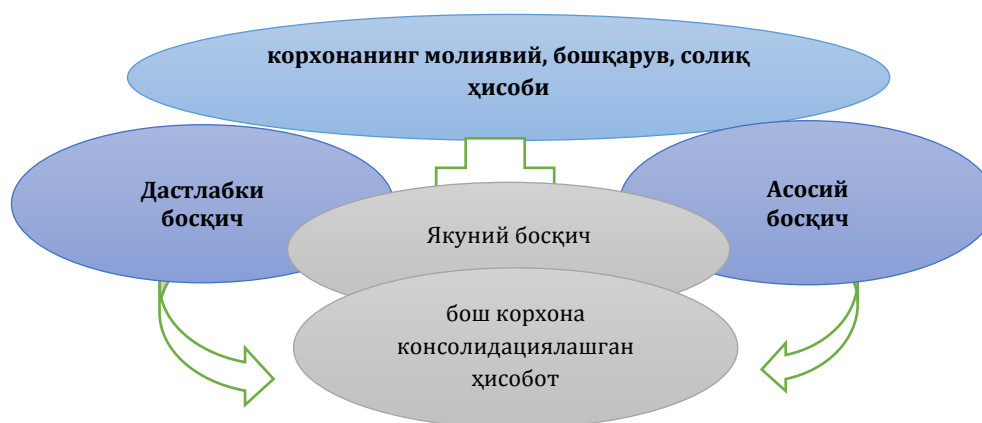 корхонанинг молиявий, бошқарув, солиқ
ҳисоби
Дастлабки
босқич
Якуний босқич
Асосий
босқич
бош корхона
консолидациялашган
ҳисобот